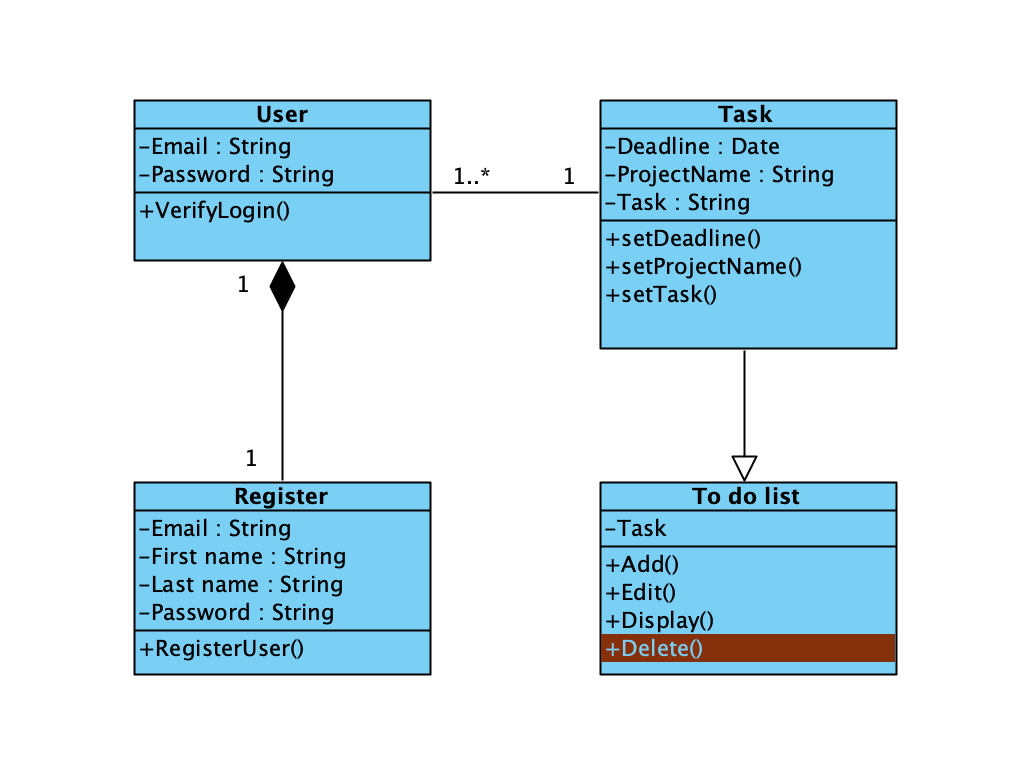 User
-Email : String
-Password : String
+VerifyLogin()
1..*
1
Task
-Deadline : Date
-ProjectName : String
-Task : String
+setDeadline()
+setProjectName()
+setTask()
1
1
Register
-Email : String
-First name : String
-Last name : String
-Password : String
+RegisterUser()
To do list
-Task
+Add()
+Edit()
+Display()
+Delete()